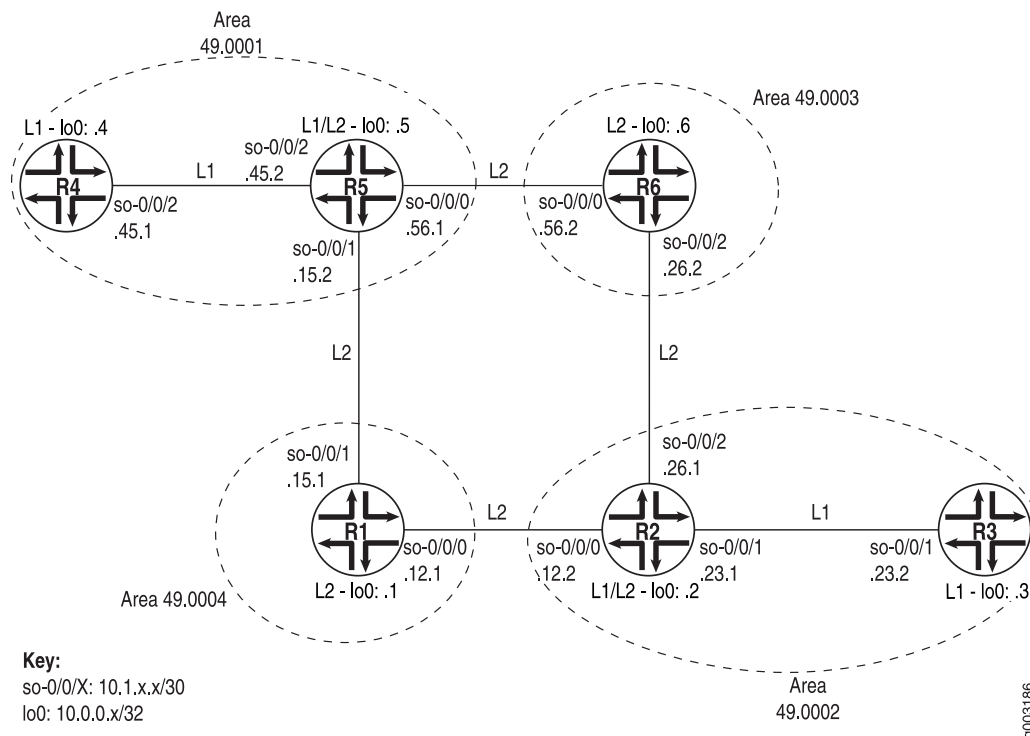 Area
49.0001
Area 49.0003
L1 - lo0: .4
L1/L2 - lo0: .5
L2 - lo0: .6
so-0/0/2
.45.2
R4
L1
R5
L2
R6
so-0/0/2
.45.1
so-0/0/0
.56.1
so-0/0/0
.56.2
so-0/0/1
.15.2
so-0/0/2
.26.2
L2
L2
so-0/0/1
.15.1
so-0/0/2
.26.1
R1
L2
R2
L1
R3
so-0/0/0
.12.1
so-0/0/0
.12.2
so-0/0/1
.23.1
so-0/0/1
.23.2
L2 - lo0: .1
L1/L2 - lo0: .2
L1 - lo0: .3
Area 49.0004
Key:
so-0/0/X: 10.1.x.x/30
lo0: 10.0.0.x/32
Area
49.0002
g003186